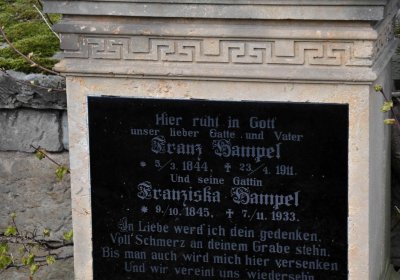 Hier ruht in Gott
unser lieber Gatte und Vater
Franz Hampel
* 5./3. 1844. ✝ 23./4. 1911.
Und seine Gattin
Franziska Hampel
* 9./10. 1845. ✝ 7./11. 1933.
In Liebe werd ich dein gedenken,
Voll Schmerz an deinem Grabe stehn.
Bis man auch wird mich hier versenken
Und wir vereint uns wiedersehn